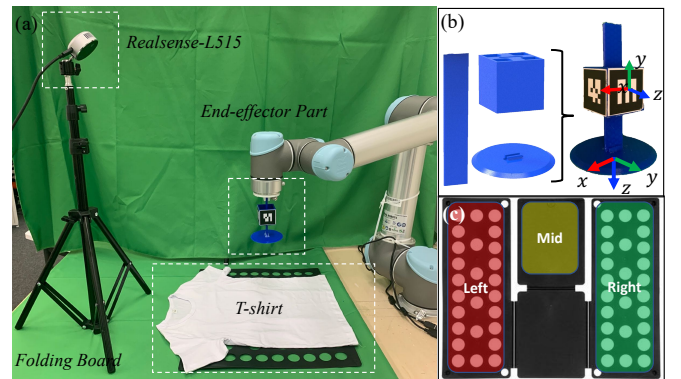 (a)
Realsense-L515
End-effector Part
T-shirt
Folding Board
(b)
y
x
z
x
y
z
(c)
Left
Mid
Right